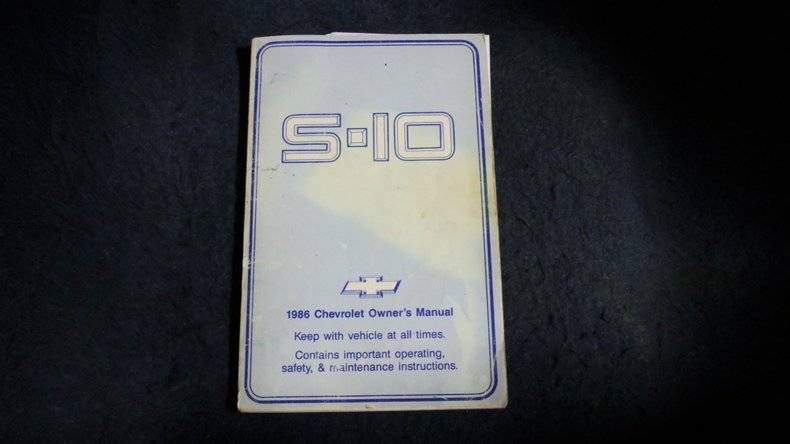 S-10
1986 Chevrolet Owner's Manual
Keep with vehicle at all times.
Contains important operating,
safety, & maintenance instructions.